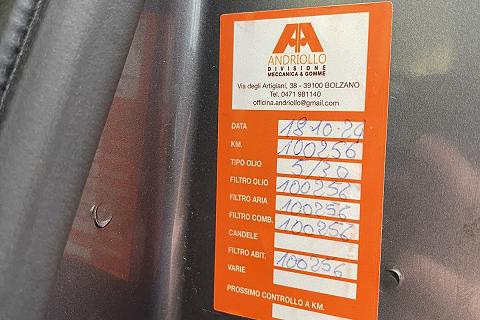 ANDRIOLLO
DIVISIONE
MECCANICA & GOMME
Via degli Artigiani, 38 - 39100 BOLZANO
Tel. 0471 981140
officina.andriollo@gmail.com
DATA 18-10-24
KM. 100256
TIPO OLIO 5/30
FILTRO OLIO 100256
FILTRO ARIA 100256
FILTRO COMB. 100256
CANDELE
FILTRO ABIT. 100256
VARIE
PROSSIMO CONTROLLO A KM.